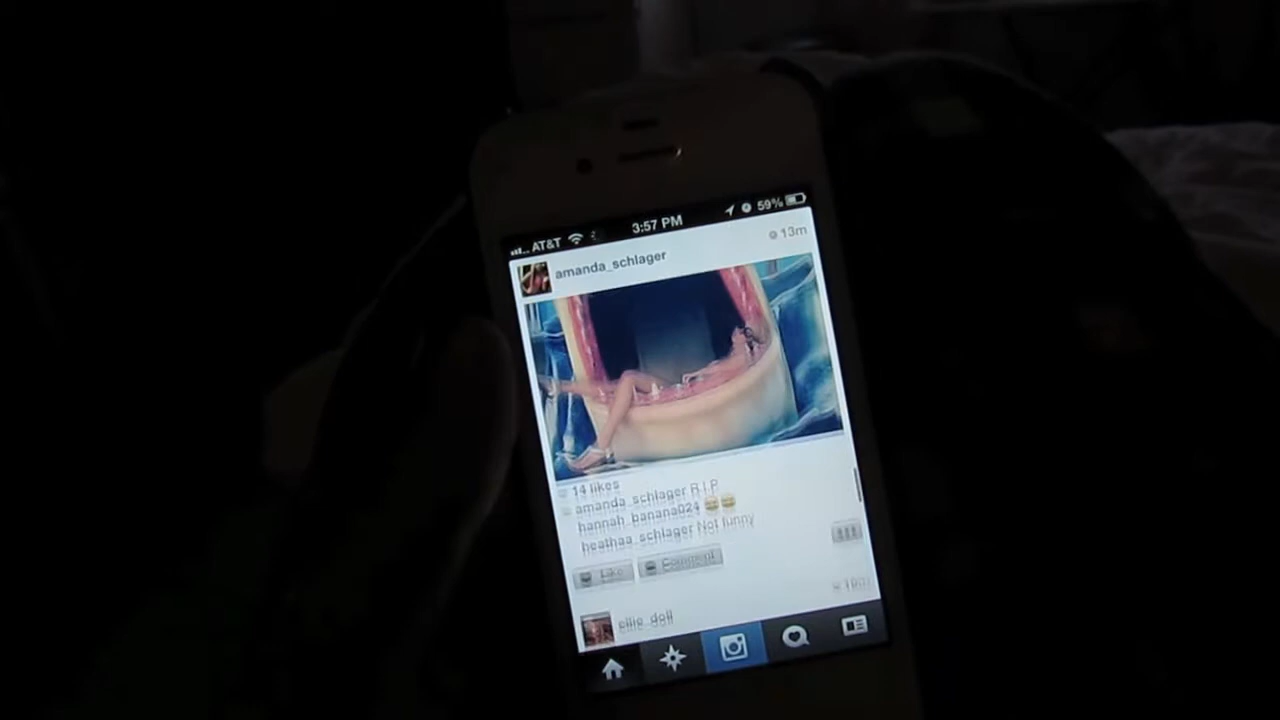 AT&T 3:57 PM 59%
amanda_schlager 13m
14 likes
amanda_schlager R.I.P
hannah_banana024
heathaa_schlager Not funny
Like Comment
ellie_doll